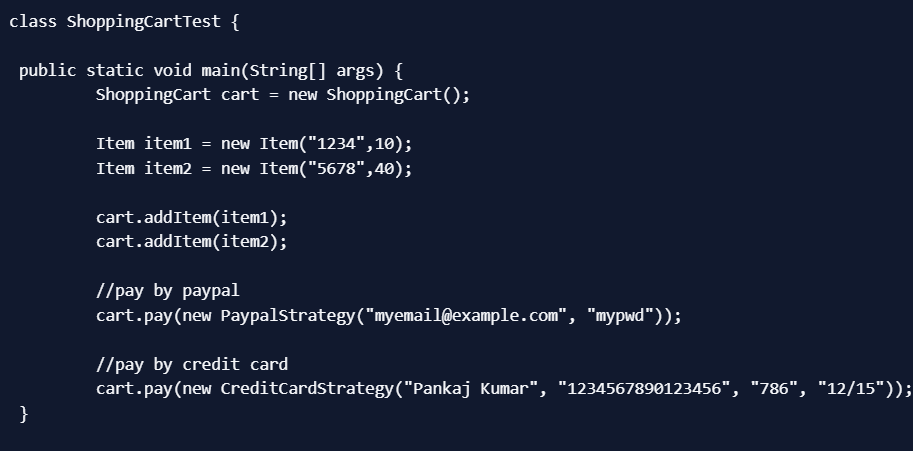 class ShoppingCartTest {
public static void main(String[] args) {
ShoppingCart cart = new ShoppingCart();
Item item1 = new Item("1234",10);
Item item2 = new Item("5678",40);
cart.addItem(item1);
cart.addItem(item2);
//pay by paypal
cart.pay(new PaypalStrategy("myemail@example.com", "mypwd"));
//pay by credit card
cart.pay(new CreditCardStrategy("Pankaj Kumar", "1234567890123456", "786", "12/15"));
}